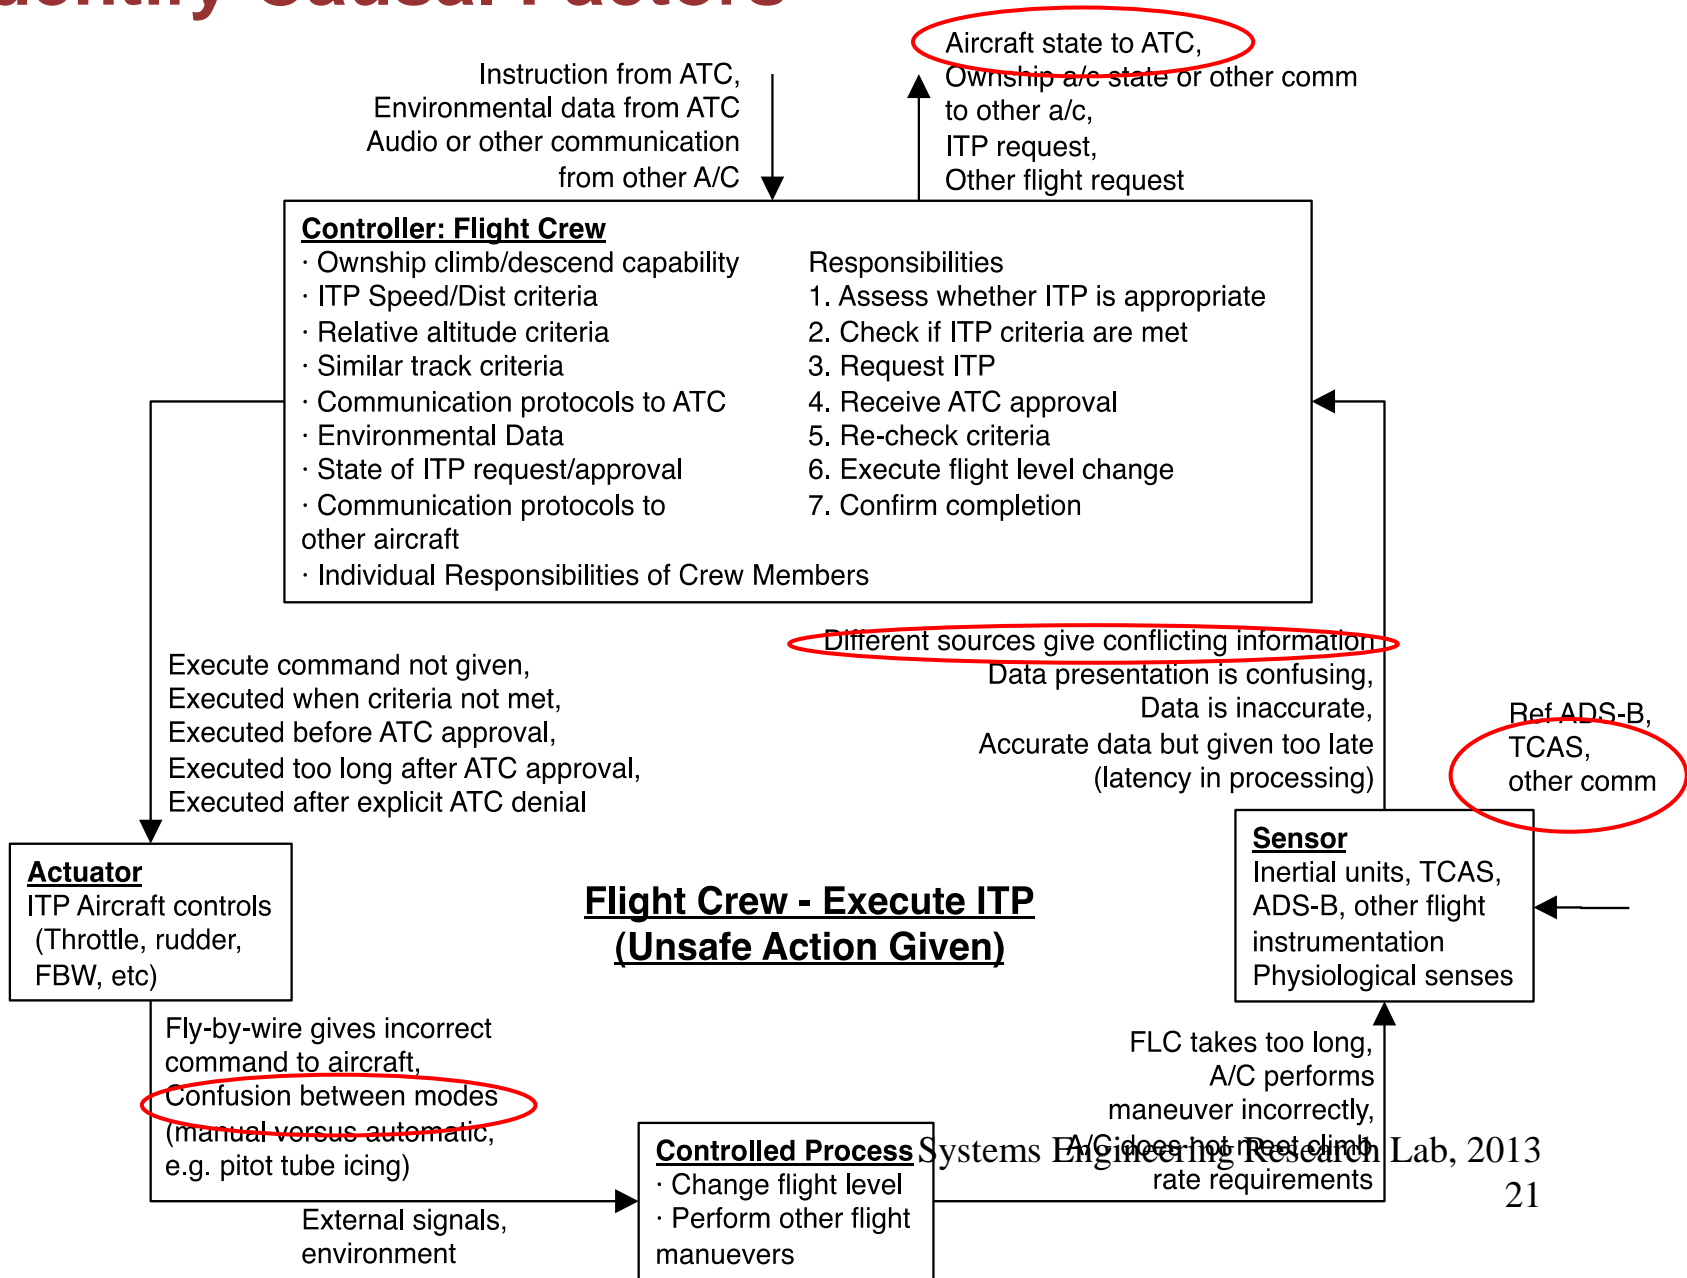 dentify Causal Factors
Aircraft state to ATC,
Ownship a/c state or other comm
to other a/c,
ITP request,
Other flight request
Instruction from ATC,
Environmental data from ATC
Audio or other communication
from other A/C
Controller: Flight Crew
· Ownship climb/descend capability
· ITP Speed/Dist criteria
· Relative altitude criteria
· Similar track criteria
· Communication protocols to ATC
· Environmental Data
· State of ITP request/approval
· Communication protocols to
other aircraft
· Individual Responsibilities of Crew Members
Responsibilities
1. Assess whether ITP is appropriate
2. Check if ITP criteria are met
3. Request ITP
4. Receive ATC approval
5. Re-check criteria
6. Execute flight level change
7. Confirm completion
Execute command not given,
Executed when criteria not met,
Executed before ATC approval,
Executed too long after ATC approval,
Executed after explicit ATC denial
Different sources give conflicting information
Data presentation is confusing,
Data is inaccurate,
Accurate data but given too late
(latency in processing)
Ref ADS-B,
TCAS,
other comm
Actuator
ITP Aircraft controls
(Throttle, rudder,
FBW, etc)
Flight Crew - Execute ITP
(Unsafe Action Given)
Sensor
Inertial units, TCAS,
ADS-B, other flight
instrumentation
Physiological senses
Fly-by-wire gives incorrect
command to aircraft,
Confusion between modes
(manual versus automatic,
e.g. pitot tube icing)
External signals,
environment
Controlled Process
· Change flight level
· Perform other flight
manuevers
FLC takes too long,
A/C performs
maneuver incorrectly,
A/C does not meet climb
rate requirements
Systems Engineering Research Lab, 2013
21